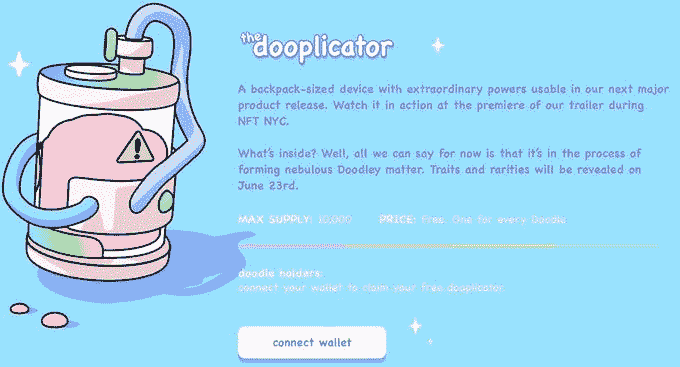 the
dooplicator
A backpack-sized device with extraordinary powers usable in our next major
product release. Watch it in action at the premiere of our trailer during
NFT NYC.
What's inside? Well, all we can say for now is that it's in the process of
forming nebulous Doodley matter. Traits and rarities will be revealed on
June 23rd.
MAX SUPPLY: 10,000 PRICE: Free. One for every Doodle
doodle holders
connect your wallet to claim your free dooplicator
connect wallet